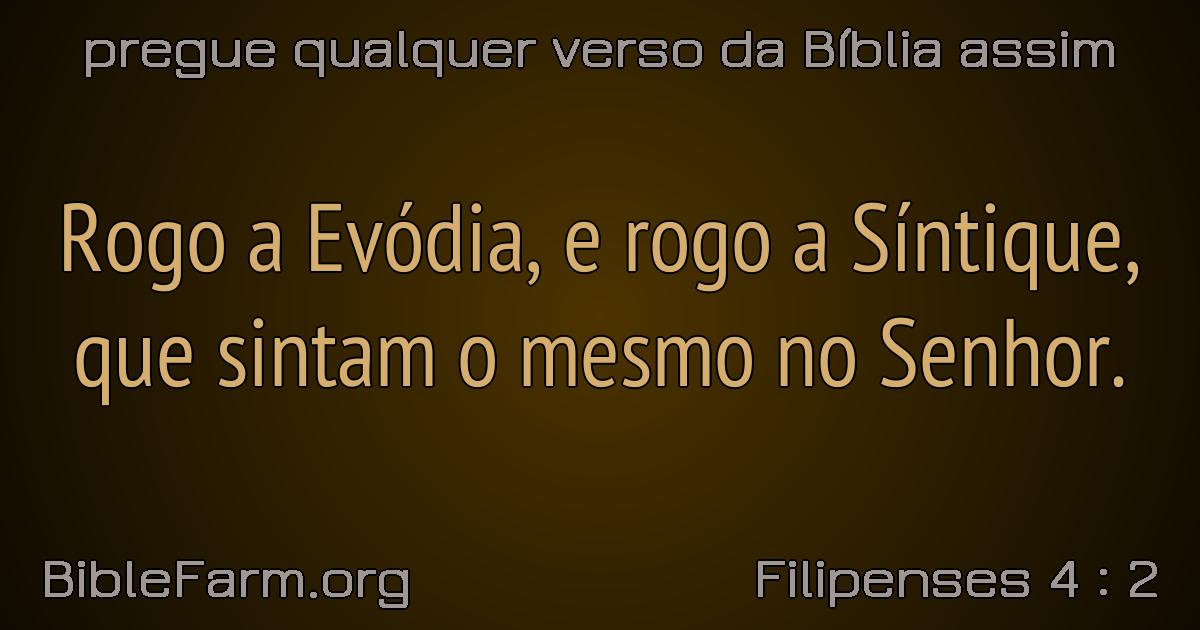 pregue qualquer verso da Bíblia assim
Rogo a Evódia, e rogo a Síntique,
que sintam o mesmo no Senhor.
BibleFarm.org
Filipenses 4 : 2